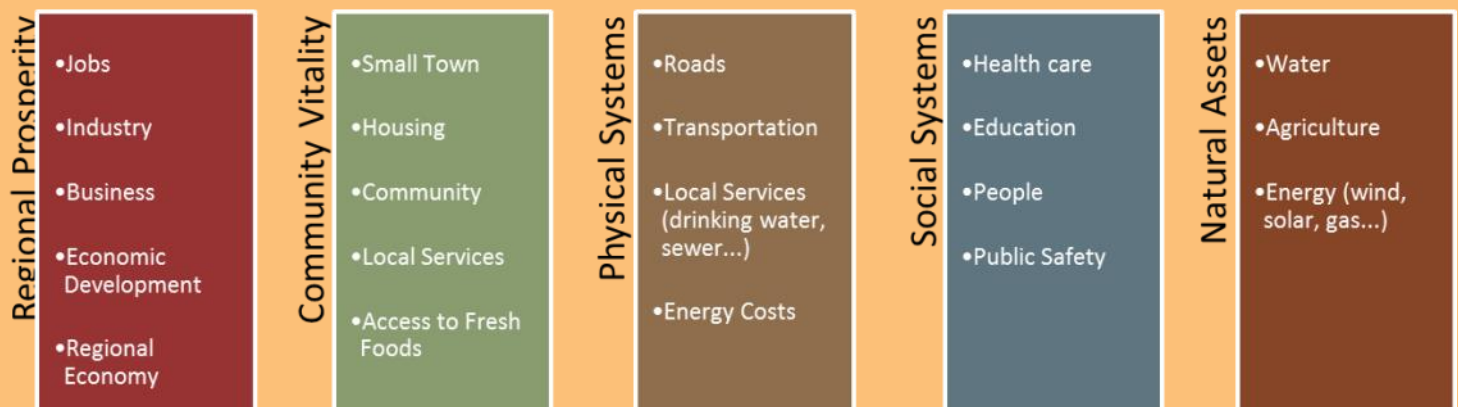 Regional Prosperity
•Jobs
•Industry
•Business
•Economic
Development
•Regional
Economy
Community Vitality
•Small Town
•Housing
•Community
•Local Services
•Access to Fresh
Foods
Physical Systems
•Roads
•Transportation
•Local Services
(drinking water,
sewer...)
•Energy Costs
Social Systems
•Health care
•Education
•People
•Public Safety
Natural Assets
•Water
•Agriculture
•Energy (wind,
solar, gas...)